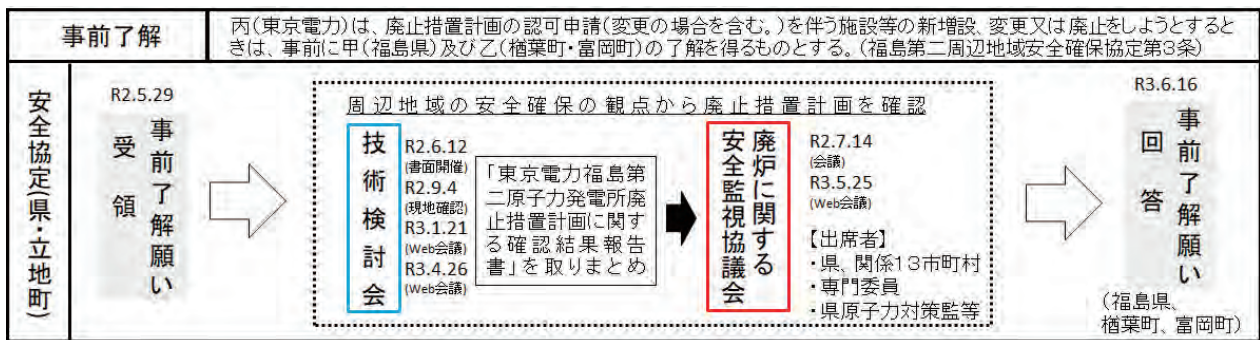 事前了解
丙(東京電力)は、廃止措置計画の認可申請(変更の場合を含む。)を伴う施設等の新増設、変更又は廃止をしようとすると
きは、事前に甲(福島県)及び乙(楢葉町・富岡町)の了解を得るものとする。(福島第二周辺地域安全確保協定第3条)
安全協定(県・立地町)
R2.5.29
事前了解願い
受領
周辺地域の安全確保の観点から廃止措置計画を確認
技術検討会
R2.6.12
(書面開催)
R2.9.4
(現地確認)
R3.1.21
(Web会議)
R3.4.26
(Web会議)
「東京電力福島第
二原子力発電所廃
止措置計画に関す
る確認結果報告
書」を取りまとめ
廃炉に関する
安全監視協議会
R2.7.14
(会議)
R3.5.25
(Web会議)
【出席者】
・県、関係13市町村
・専門委員
・県原子力対策監等
R3.6.16
事前了解願い
回答
(福島県、
楢葉町、富岡町)